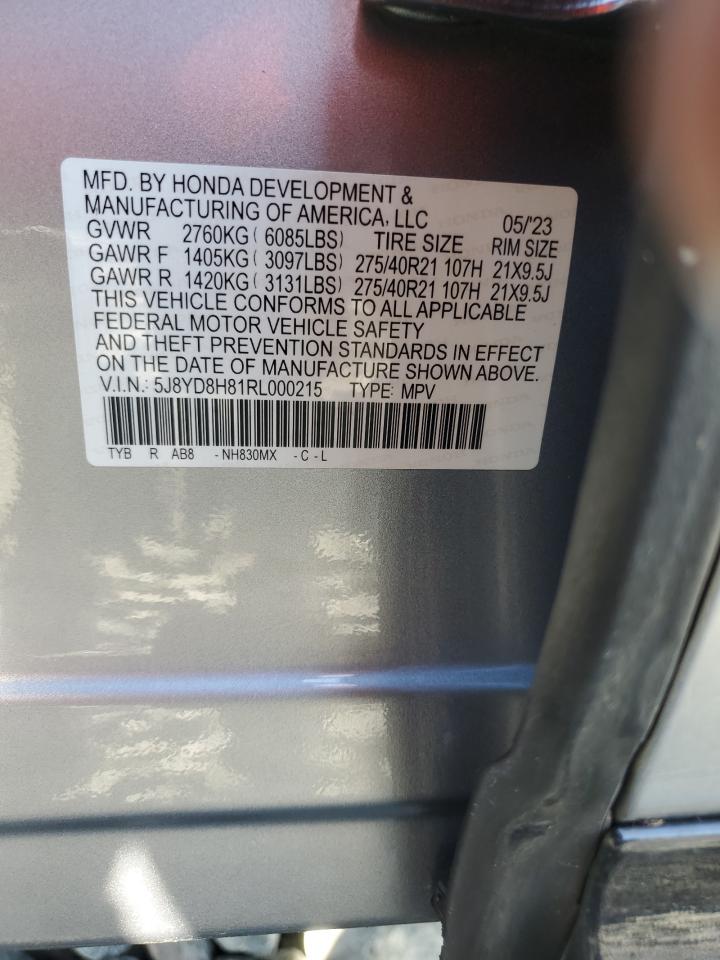 MFD. BY HONDA DEVELOPMENT &
MANUFACTURING OF AMERICA, LLC 05/'23
GVWR 2760KG ( 6085LBS) TIRE SIZE RIM SIZE
GAWR F 1405KG ( 3097LBS) 275/40R21 107H 21X9.5J
GAWR R 1420KG ( 3131LBS) 275/40R21 107H 21X9.5J
THIS VEHICLE CONFORMS TO ALL APPLICABLE
FEDERAL MOTOR VEHICLE SAFETY
AND THEFT PREVENTION STANDARDS IN EFFECT
ON THE DATE OF MANUFACTURE SHOWN ABOVE.
V.I.N.: 5J8YD8H81RL000215 TYPE: MPV
TYB R AB8 - NH830MX - C - L